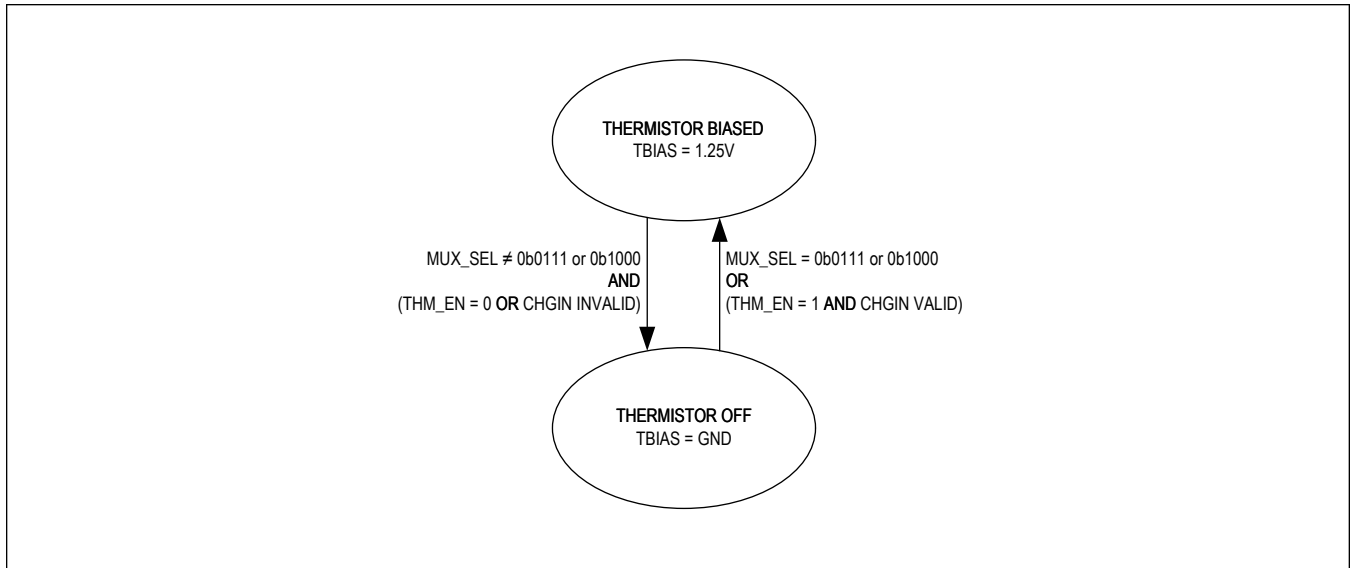 THERMISTOR BIASED
TBIAS = 1.25V
MUX_SEL ≠ 0b0111 or 0b1000
AND
(THM_EN = 0 OR CHGIN INVALID)
MUX_SEL = 0b0111 or 0b1000
OR
(THM_EN = 1 AND CHGIN VALID)
THERMISTOR OFF
TBIAS = GND